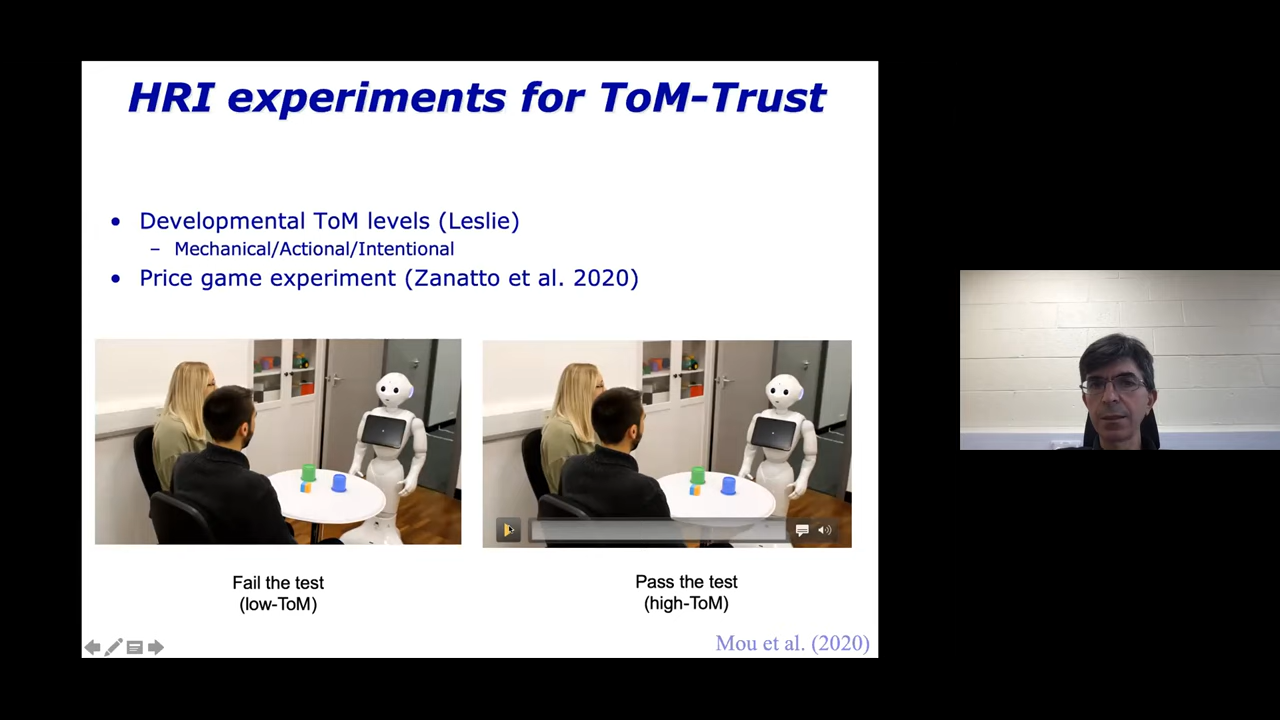 HRI experiments for ToM-Trust
• Developmental ToM levels (Leslie)
– Mechanical/Actional/Intentional
• Price game experiment (Zanatto et al. 2020)
Fail the test
(low-ToM)
Pass the test
(high-ToM)
Mou et al. (2020)